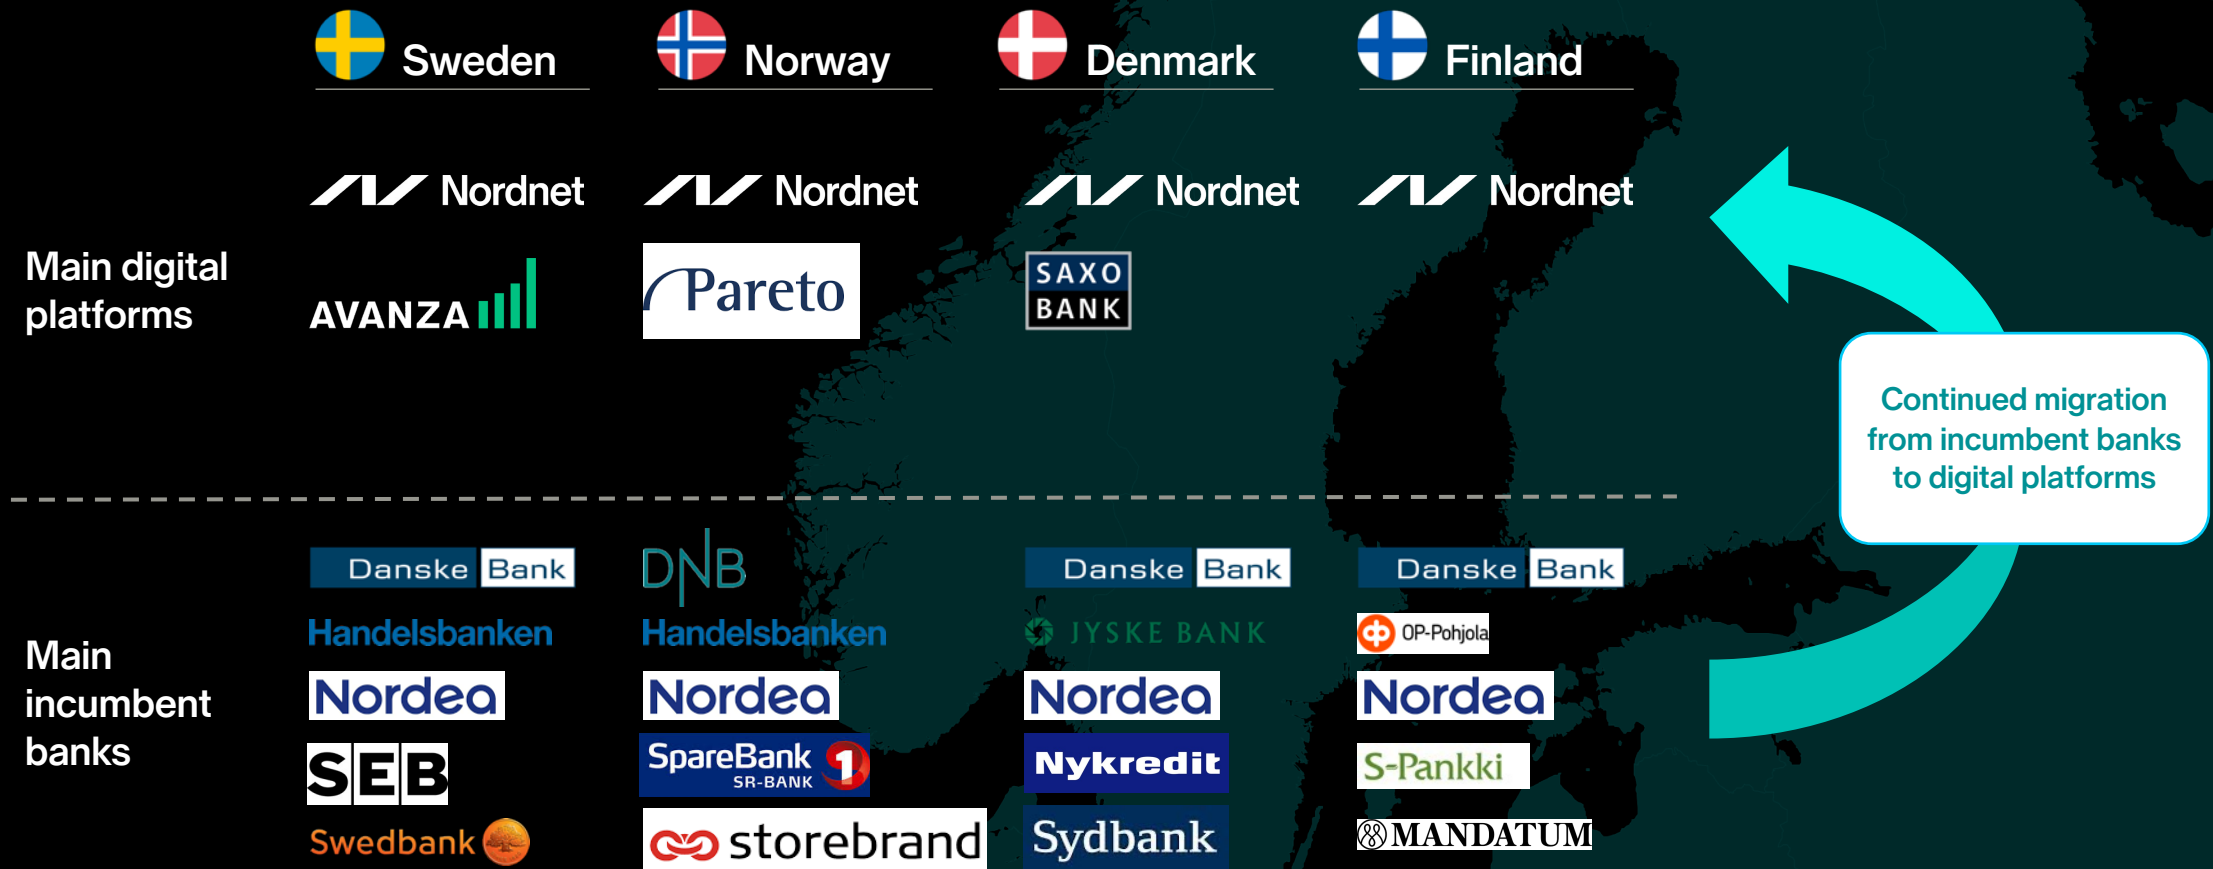 Sweden
Norway
Denmark
Finland
Main digital
platforms
Nordnet
Nordnet
Nordnet
Nordnet
AVANZA
Pareto
SAXO
BANK
Continued migration
from incumbent banks
to digital platforms
Main
incumbent
banks
Danske Bank
DNB
Danske Bank
Danske Bank
Handelsbanken
Handelsbanken
JYSKE BANK
OP-Pohjola
Nordea
Nordea
Nordea
Nordea
SEB
SpareBank 1
SR-BANK
Nykredit
S-Pankki
Swedbank
storebrand
Sydbank
MANDATUM